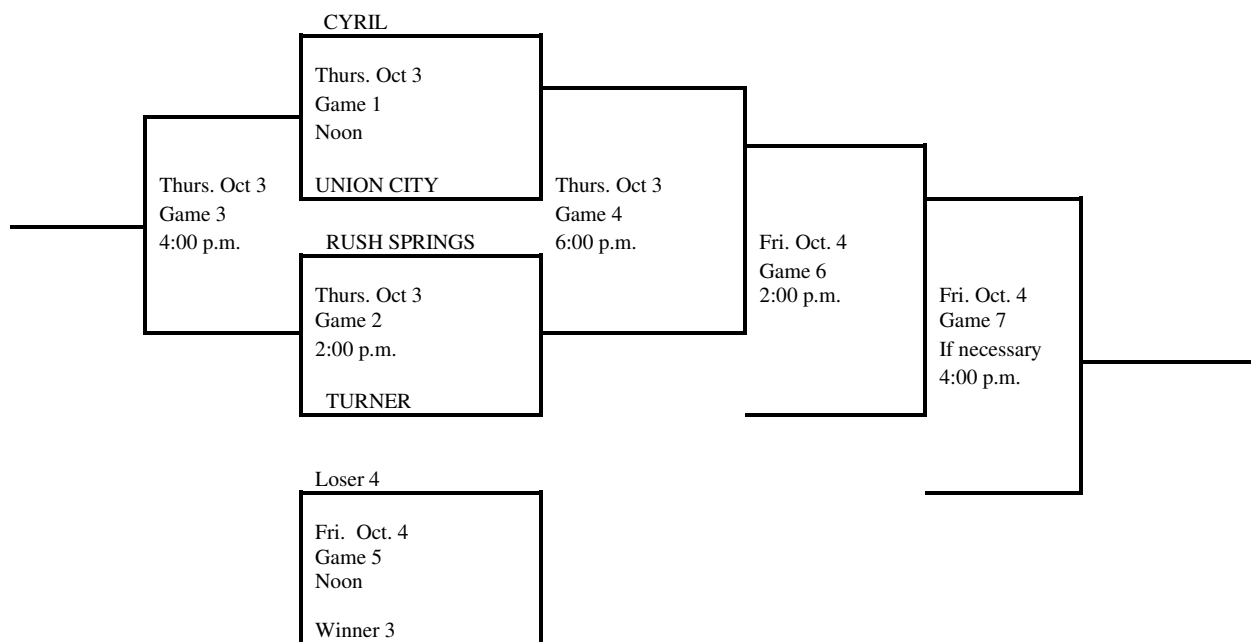 CYRIL
Thurs. Oct 3
Game 1
Noon
UNION CITY
Thurs. Oct 3
Game 3
4:00 p.m.
Thurs. Oct 3
Game 4
6:00 p.m.
RUSH SPRINGS
Thurs. Oct 3
Game 2
2:00 p.m.
TURNER
Fri. Oct. 4
Game 6
2:00 p.m.
Fri. Oct. 4
Game 7
If necessary
4:00 p.m.
Loser 4
Fri. Oct. 4
Game 5
Noon
Winner 3